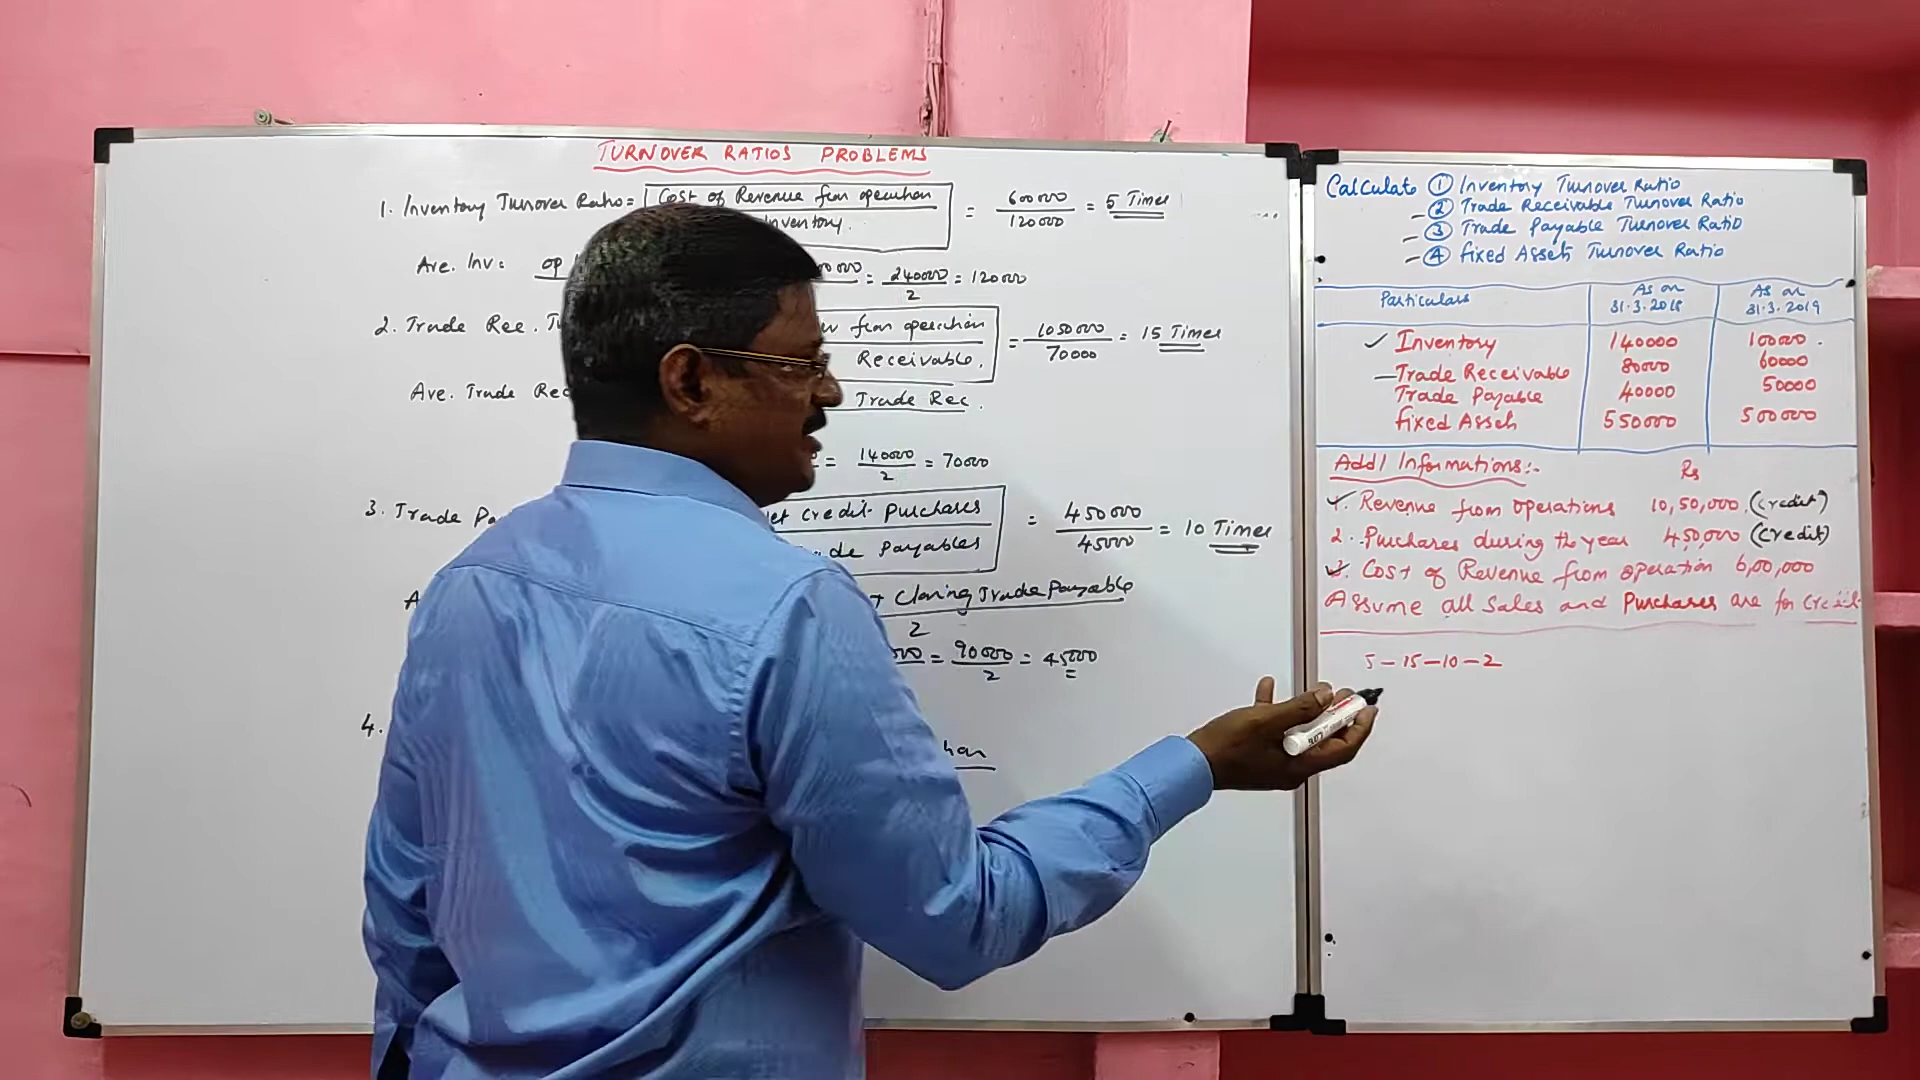 TURNOVER RATIOS PROBLEMS
1. Inventory Turnover Ratio = Cost of Revenue from operation
Inventory.
= 600000
120000
= 5 Times
Ave. Inv: op
= 240000
2
= 120000
2. Trade Rec. T
from operation
Receivable.
= 1050000
70000
= 15 Times
Ave. Trade Rec
Trade Rec.
= 140000
2
= 70000
3. Trade Pa
et Credit Purchases
ade Payables
= 450000
45000
= 10 Times
+ Closing Trade Payable
2
= 90000
2
= 45000
4.
Calculate ① Inventory Turnover Ratio
② Trade Receivable Turnover Ratio
③ Trade Payable Turnover Ratio
④ Fixed Assets Turnover Ratio
Particulars As on 31.3.2018 As on 31.3.2019
Inventory 140000 100000
Trade Receivable 80000 60000
Trade Payable 40000 50000
Fixed Assets 550000 500000
Addl Informations:- Rs
1. Revenue from operations 10,50,000 (credit)
2. Purchases during the year 450,000 (Credit)
3. Cost of Revenue from operation 6,00,000
Assume all Sales and Purchases are for Credit
5 – 15 – 10 – 2